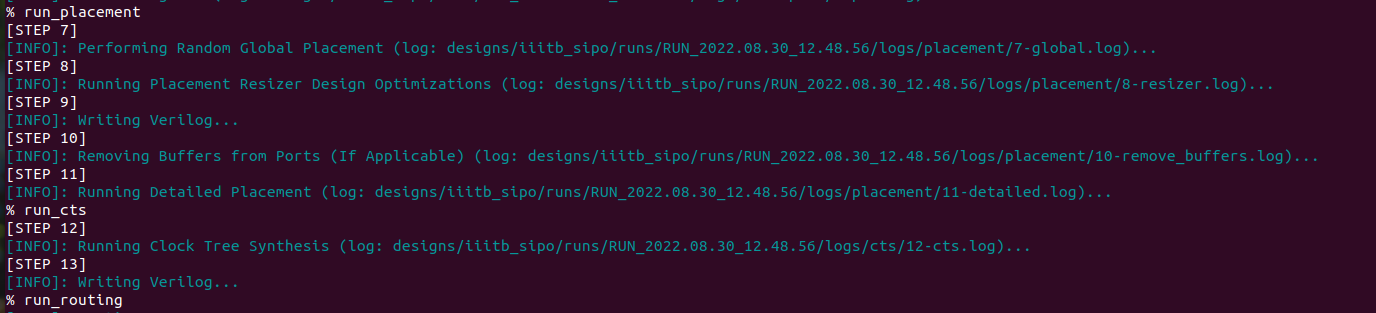 % run_placement
[STEP 7]
[INFO]: Performing Random Global Placement (log: designs/iiitb_sipo/runs/RUN_2022.08.30_12.48.56/logs/placement/7-global.log)...
[STEP 8]
[INFO]: Running Placement Resizer Design Optimizations (log: designs/iiitb_sipo/runs/RUN_2022.08.30_12.48.56/logs/placement/8-resizer.log)...
[STEP 9]
[INFO]: Writing Verilog...
[STEP 10]
[INFO]: Removing Buffers from Ports (If Applicable) (log: designs/iiitb_sipo/runs/RUN_2022.08.30_12.48.56/logs/placement/10-remove_buffers.log)...
[STEP 11]
[INFO]: Running Detailed Placement (log: designs/iiitb_sipo/runs/RUN_2022.08.30_12.48.56/logs/placement/11-detailed.log)...
% run_cts
[STEP 12]
[INFO]: Running Clock Tree Synthesis (log: designs/iiitb_sipo/runs/RUN_2022.08.30_12.48.56/logs/cts/12-cts.log)...
[STEP 13]
[INFO]: Writing Verilog...
% run_routing